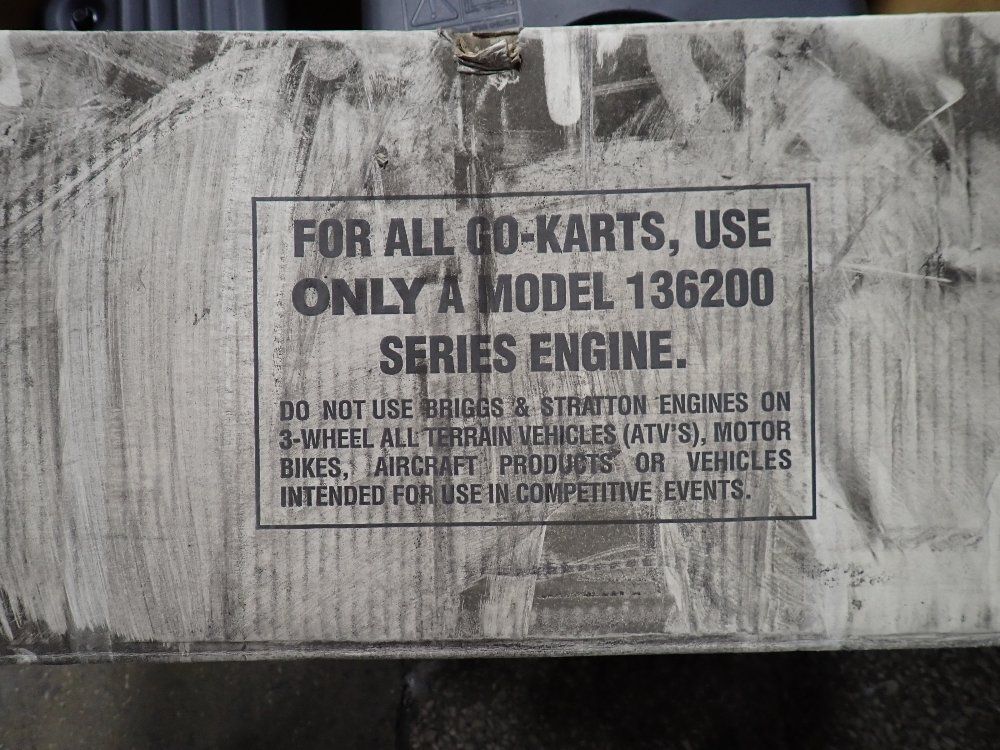 FOR ALL GO-KARTS, USE
ONLY A MODEL 136200
SERIES ENGINE.
DO NOT USE BRIGGS & STRATTON ENGINES ON
3-WHEEL ALL TERRAIN VEHICLES (ATV'S), MOTOR
BIKES, AIRCRAFT PRODUCTS OR VEHICLES
INTENDED FOR USE IN COMPETITIVE EVENTS.